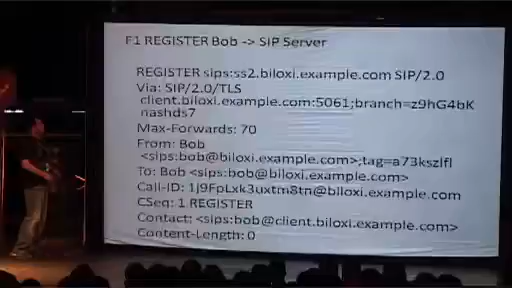 F1 REGISTER Bob -> SIP Server
REGISTER sips:ss2.biloxi.example.com SIP/2.0
Via: SIP/2.0/TLS
client.biloxi.example.com:5061;branch=z9hG4bK
nashds7
Max-Forwards: 70
From: Bob
<sips:bob@biloxi.example.com>;tag=a73kszlfl
To: Bob <sips:bob@biloxi.example.com>
Call-ID: 1j9FpLxk3uxtm8tn@biloxi.example.com
CSeq: 1 REGISTER
Contact: <sips:bob@client.biloxi.example.com>
Content-Length: 0